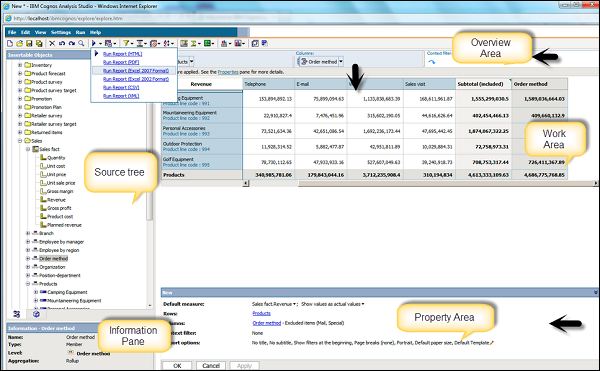 New * - IBM Cognos Analysis Studio - Windows Internet Explorer
http://localhost/ibmcognos/explore/explore.htm
File Edit View Settings Run Help
Insertable Objects
Inventory
Product forecast
Product survey
Product survey target
Promotion
Promotion Plan
Retailer survey
Retailer survey target
Returned items
Sales
Sales fact
Quantity
Unit cost
Unit price
Unit sale price
Gross margin
Revenue
Gross profit
Product cost
Planned revenue
Branch
Employee by manager
Employee by region
Order method
Organization
Position-department
Products
Camping Equipment
Mountaineering Equipment
Source tree
Information - Order method
Name: Order method
Type: Member
Level: Order method
Aggregation: Rollup
Information Pane
Run Report (HTML)
Run Report (PDF)
Run Report (Excel 2007 Format)
Run Report (Excel 2002 Format)
Run Report (CSV)
Run Report (XML)
Columns:
Order method
Context filter:
Overview Area
are applied. See the Properties pane for more details.
Revenue Telephone E-mail Sales visit Subtotal (included) Order method
Equipment 153,894,892.13 75,899,094.63 1,133,638,683.39 168,611,961.87 1,555,299,030.5 1,589,036,664.03
Product line code : 991
Mountaineering Equipment 22,910,827.4 7,476,451.96 315,602,190.05 44,616,626.66 402,454,466.13 409,660,132.9
Product line code : 992
Personal Accessories 73,521,634.36 42,651,086.54 1,692,236,173.44 47,695,442.45 1,874,067,322.25
Product line code : 993
Outdoor Protection 11,928,314.52 5,882,477.87 42,951,811.89 10,029,884.31 72,758,973.31
Product line code : 994
Golf Equipment 78,730,112.65 47,933,933.16 527,607,049.63 39,240,918.73 708,753,317.44 726,411,367.89
Product line code : 995
Products 340,985,781.06 179,843,044.16 3,712,235,908.4 310,194,834 4,613,333,109.63 4,686,775,768.85
Work Area
New
Default measure: Sales fact.Revenue ; Show values as actual values
Rows: Products
Order method - Excluded items (Mail, Special)
None
No title, No subtitle, Show filters at the beginning, Page breaks (none), Portrait, Default paper size, Default Template
Property Area
OK Cancel Apply